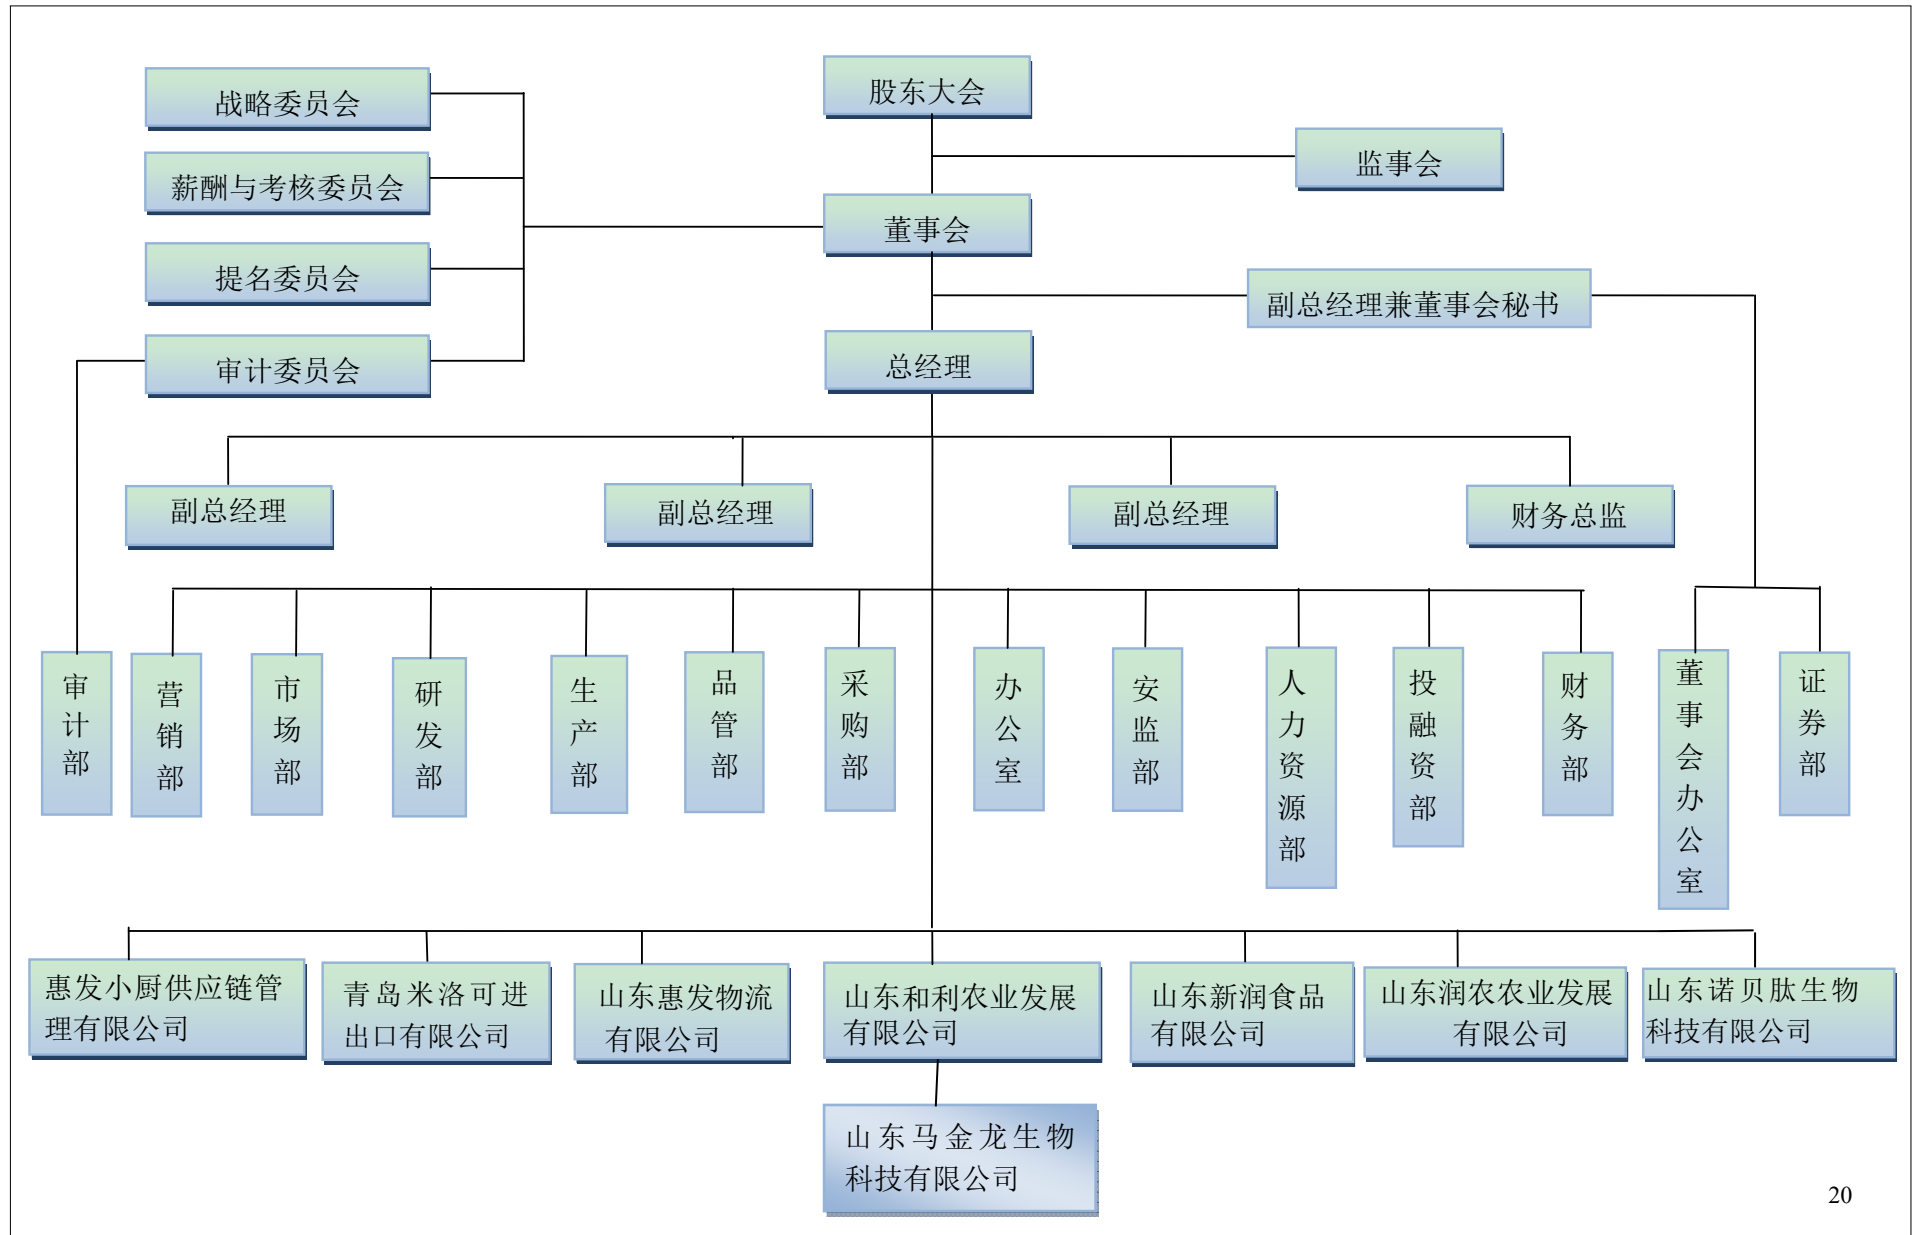 股东大会
战略委员会
监事会
薪酬与考核委员会
董事会
提名委员会
副总经理兼董事会秘书
总经理
审计委员会
副总经理
副总经理
副总经理
财务总监
审计部
营销部
市场部
研发部
生产部
品管部
采购部
办公室
安监部
人力资源部
投融资部
财务部
董事会办公室
证券部
惠发小厨供应链管
理有限公司
青岛米洛可进
出口有限公司
山东惠发物流
有限公司
山东和利农业发展
有限公司
山东新润食品
有限公司
山东润农农业发展
有限公司
山东诺贝肽生物
科技有限公司
山东马金龙生物
科技有限公司
20